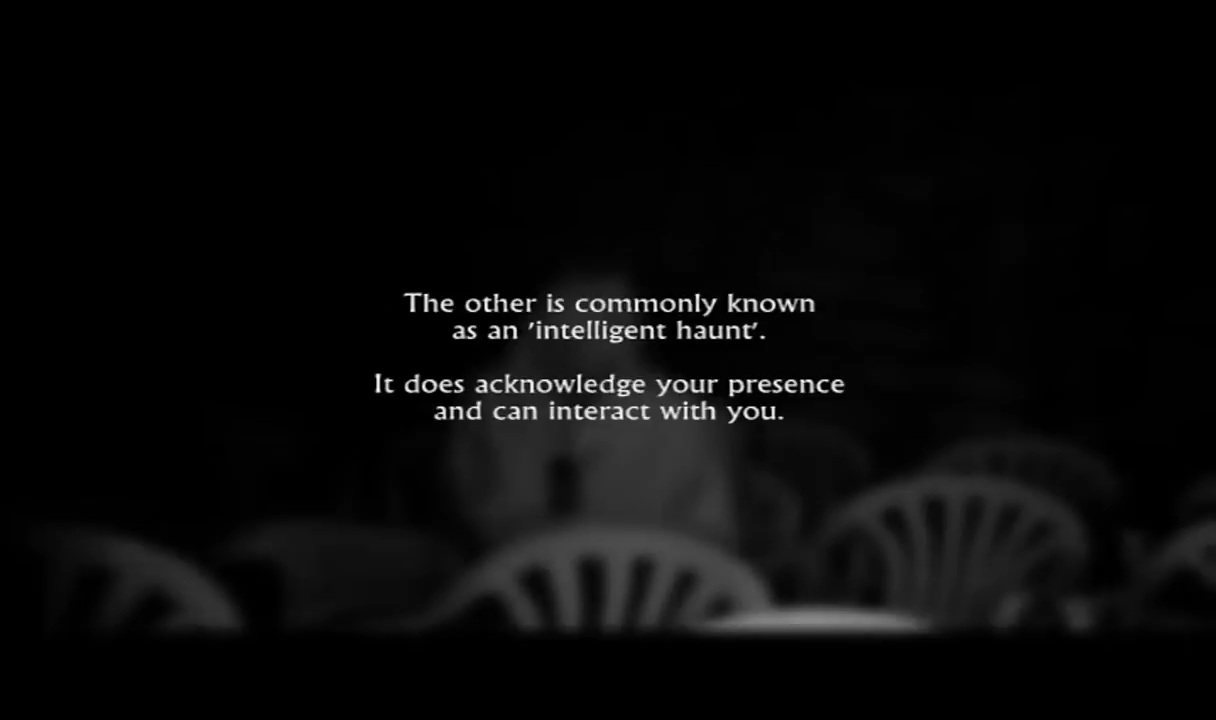 The other is commonly known
as an 'intelligent haunt'.
It does acknowledge your presence
and can interact with you.